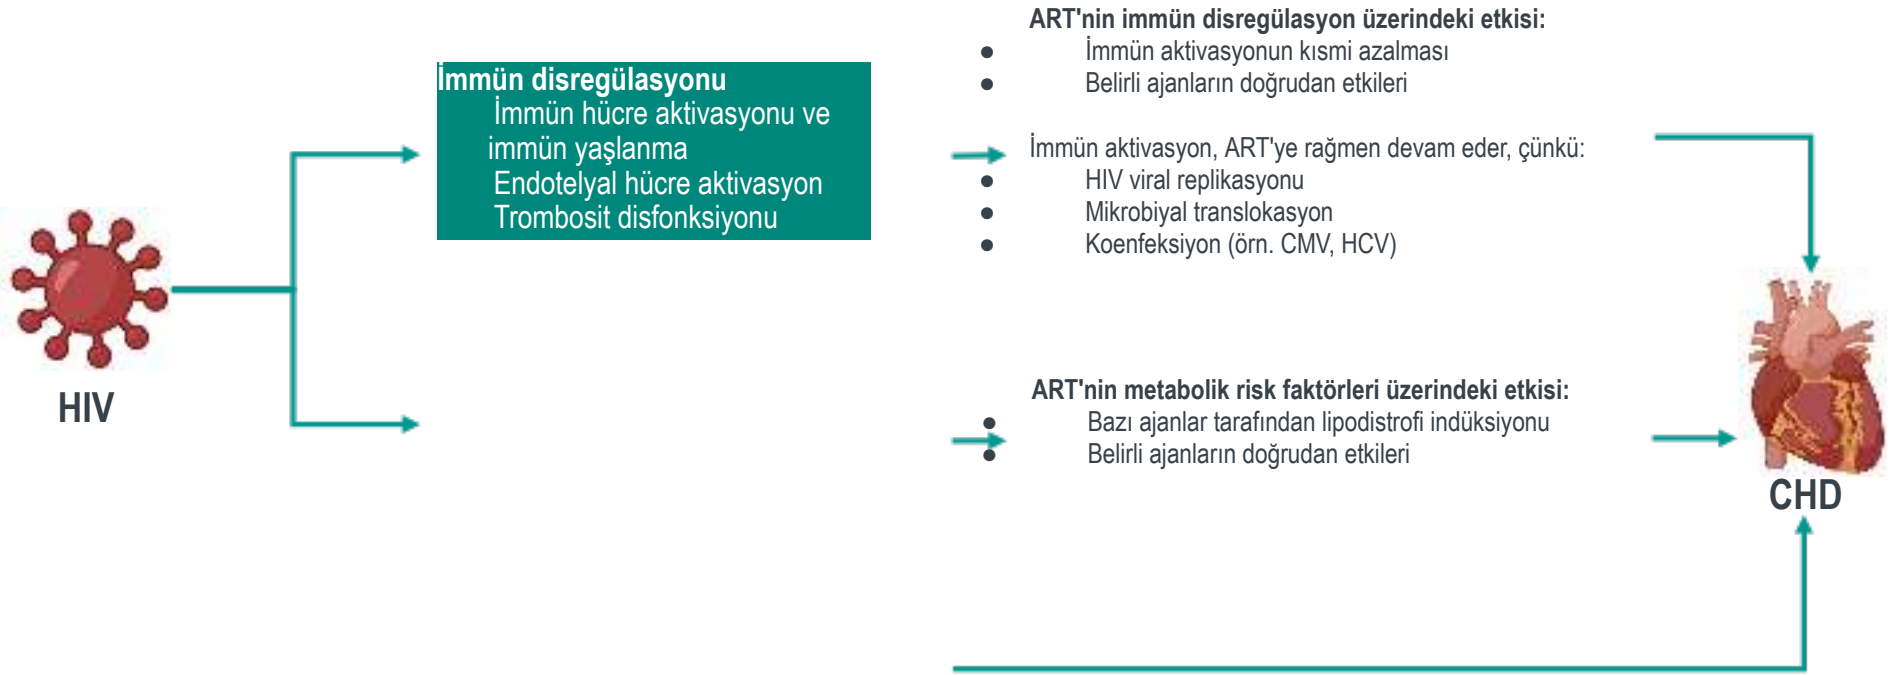 HIV
İmmün disregülasyonu
İmmün hücre aktivasyonu ve
immün yaşlanma
Endotelyal hücre aktivasyon
Trombosit disfonksiyonu
ART'nin immün disregülasyon üzerindeki etkisi:
● İmmün aktivasyonun kısmi azalması
● Belirli ajanların doğrudan etkileri
İmmün aktivasyon, ART'ye rağmen devam eder, çünkü:
● HIV viral replikasyonu
● Mikrobiyal translokasyon
● Koenfeksiyon (örn. CMV, HCV)
ART'nin metabolik risk faktörleri üzerindeki etkisi:
● Bazı ajanlar tarafından lipodistrofi indüksiyonu
● Belirli ajanların doğrudan etkileri
CHD